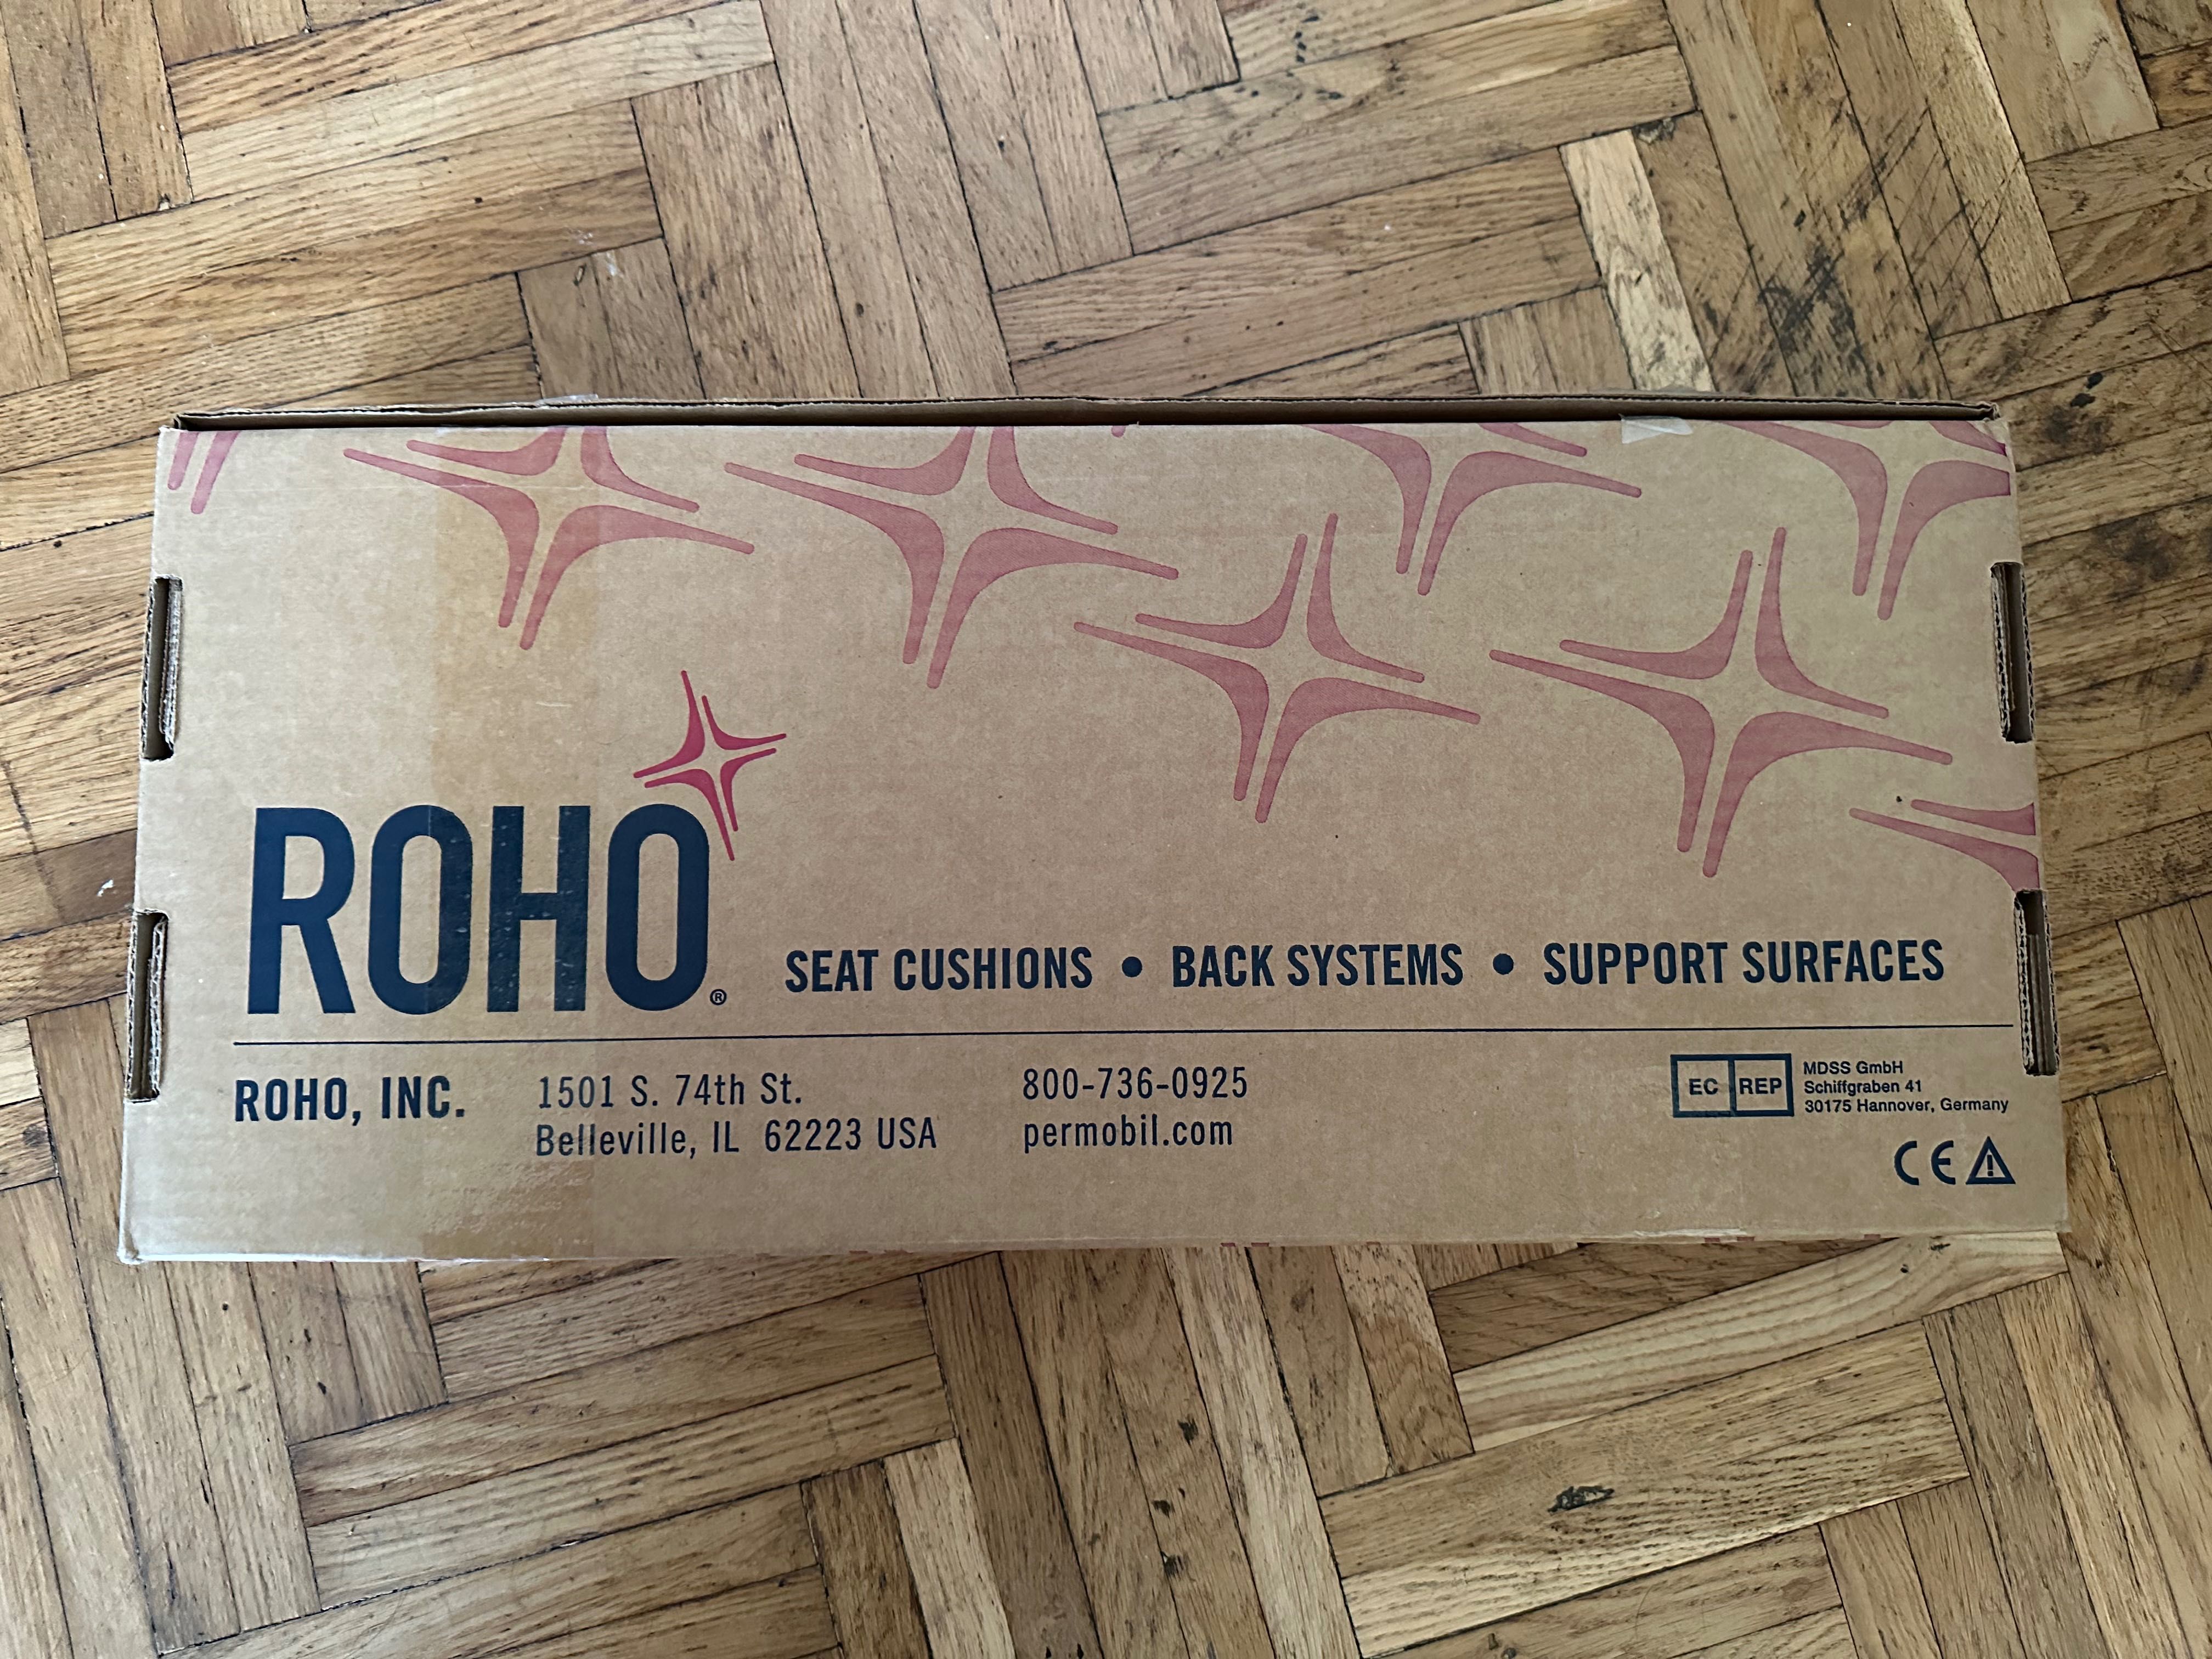 ROHO®
SEAT CUSHIONS • BACK SYSTEMS • SUPPORT SURFACES
ROHO, INC.
1501 S. 74th St.
Belleville, IL 62223 USA
800-736-0925
permobil.com
EC REP
MDSS GmbH
Schiffgraben 41
30175 Hannover, Germany
CE